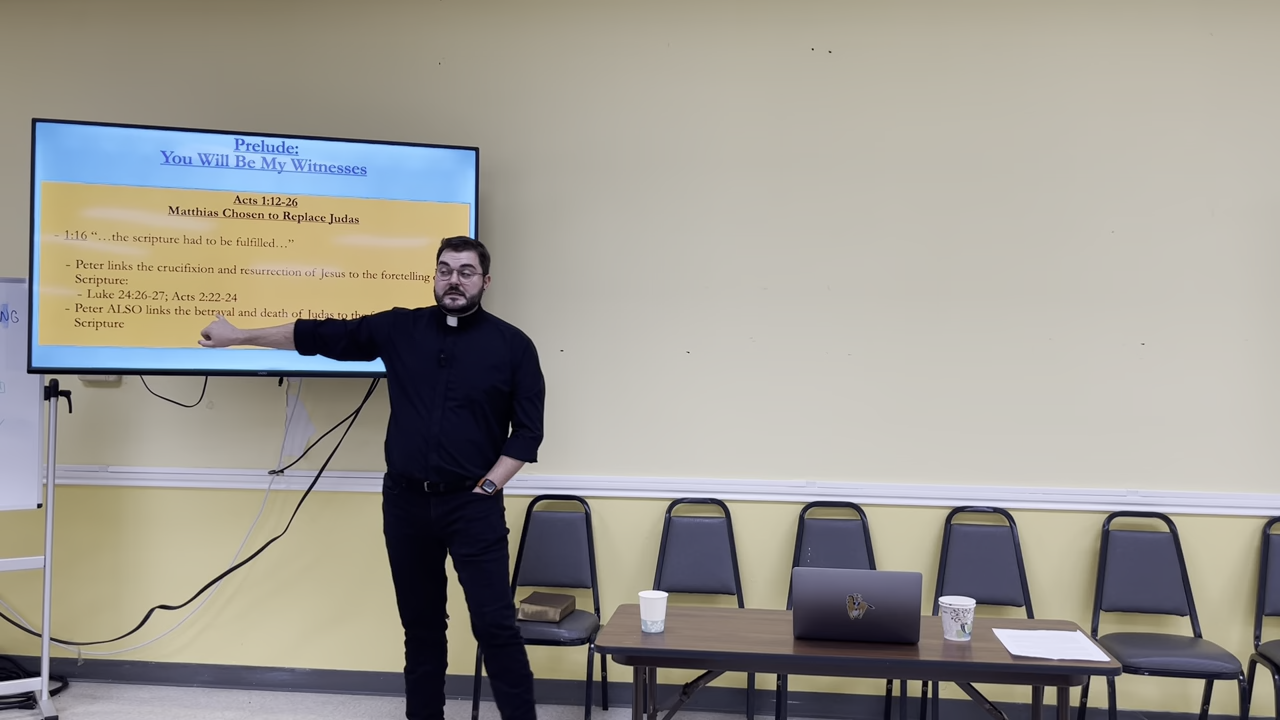 Prelude:
You Will Be My Witnesses
Acts 1:12-26
Matthias Chosen to Replace Judas
- 1:16 “…the scripture had to be fulfilled…”
- Peter links the crucifixion and resurrection of Jesus to the foretelling
Scripture:
- Luke 24:26-27; Acts 2:22-24
- Peter ALSO links the betrayal and death of Judas to the
Scripture
NG